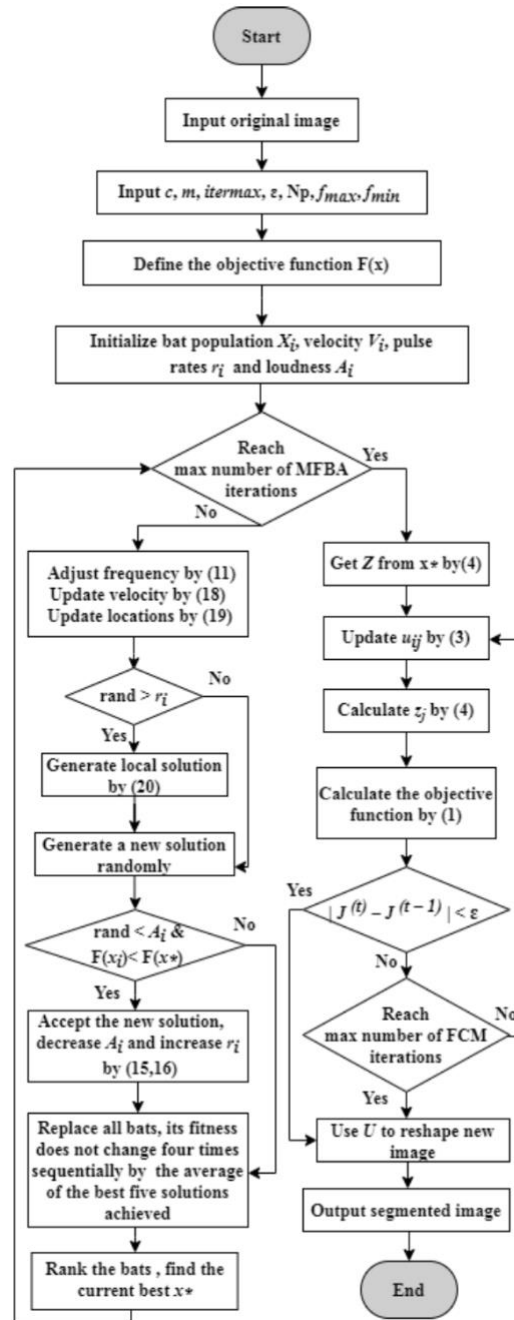 Start
Input original image
Input c, m, itermax, ε, Np, fmax, fmin
Define the objective function F(x)
Initialize bat population Xi, velocity Vi, pulse
rates ri and loudness Ai
Reach
max number of MFBA
iterations
Yes
No
Adjust frequency by (11)
Update velocity by (18)
Update locations by (19)
rand > ri
No
Yes
Generate local solution
by (20)
Generate a new solution
randomly
rand < Ai &
F(xi)< F(x*)
No
Yes
Accept the new solution,
decrease Ai and increase ri
by (15,16)
Replace all bats, its fitness
does not change four times
sequentially by the average
of the best five solutions
achieved
Rank the bats , find the
current best x*
Get Z from x* by(4)
Update uij by (3)
Calculate zj by (4)
Calculate the objective
function by (1)
Yes
| J(t) – J(t−1) | < ε
No
Reach
max number of FCM
iterations
No
Yes
Use U to reshape new
image
Output segmented image
End